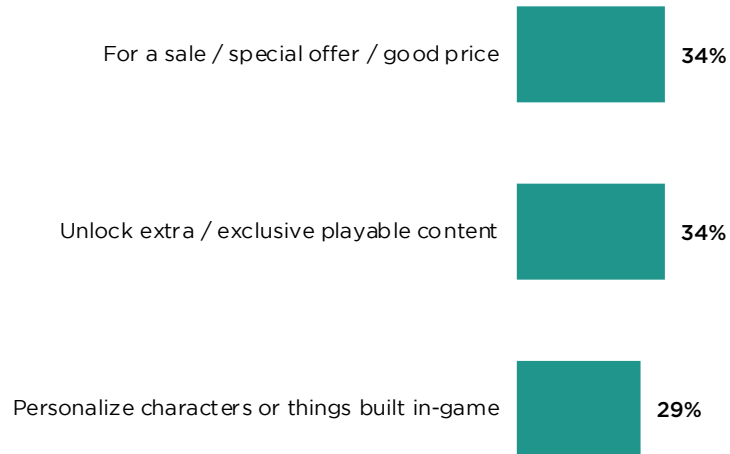 For a sale / special offer / good price 34%
Unlock extra / exclusive playable content 34%
Personalize characters or things built in-game 29%